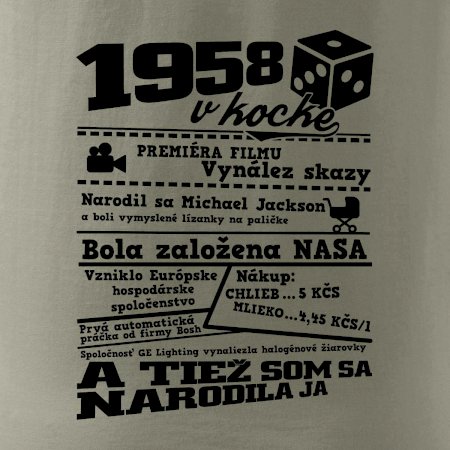 1958
v kocke
PREMIÉRA FILMU
Vynález skazy
Narodil sa Michael Jackson
a boli vymyslené lízanky na paličke
Bola založena NASA
Vzniklo Európske
hospodárske
spoločenstvo
Nákup:
CHLIEB...5 KČS
MLIEKO...4,45 KČS/l
Prvá automatická
práčka od firmy Bosh
Spoločnosť GE Lighting vynaliezla halogénové žiarovky
A TIEŽ SOM SA
NARODILA JA